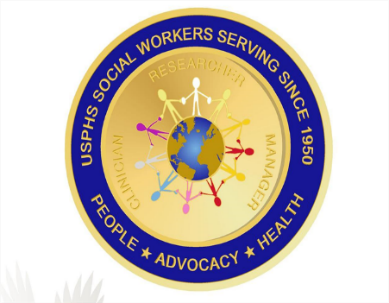 USPHS SOCIAL WORKERS SERVING SINCE 1950
RESEARCHER
CLINICIAN
MANAGER
PEOPLE ★ ADVOCACY ★ HEALTH